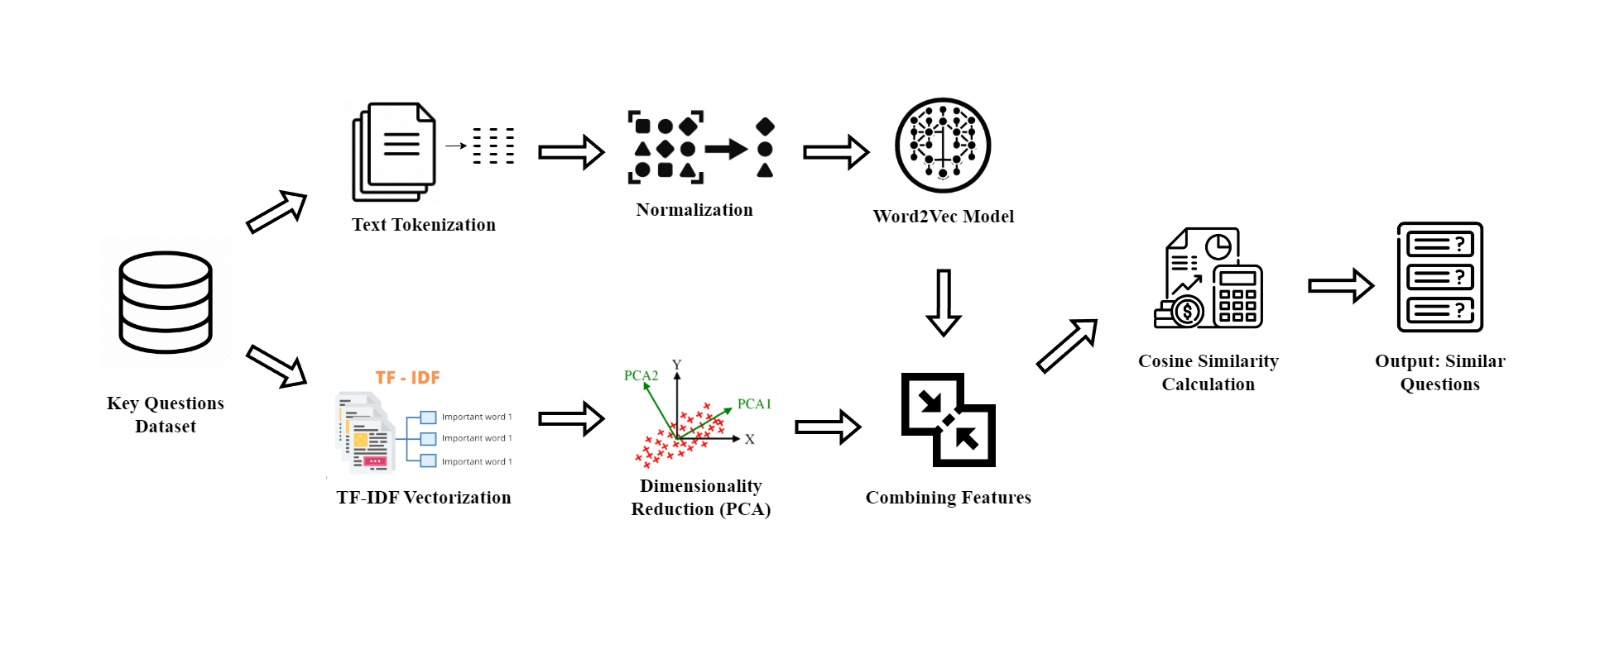 Text Tokenization
Normalization
Word2Vec Model
Key Questions
Dataset
TF - IDF
Important word 1
Important word 1
Important word 1
TF-IDF Vectorization
Y
PCA2
PCA1
X
Dimensionality
Reduction (PCA)
Combining Features
$
Cosine Similarity
Calculation
?
?
?
Output: Similar
Questions